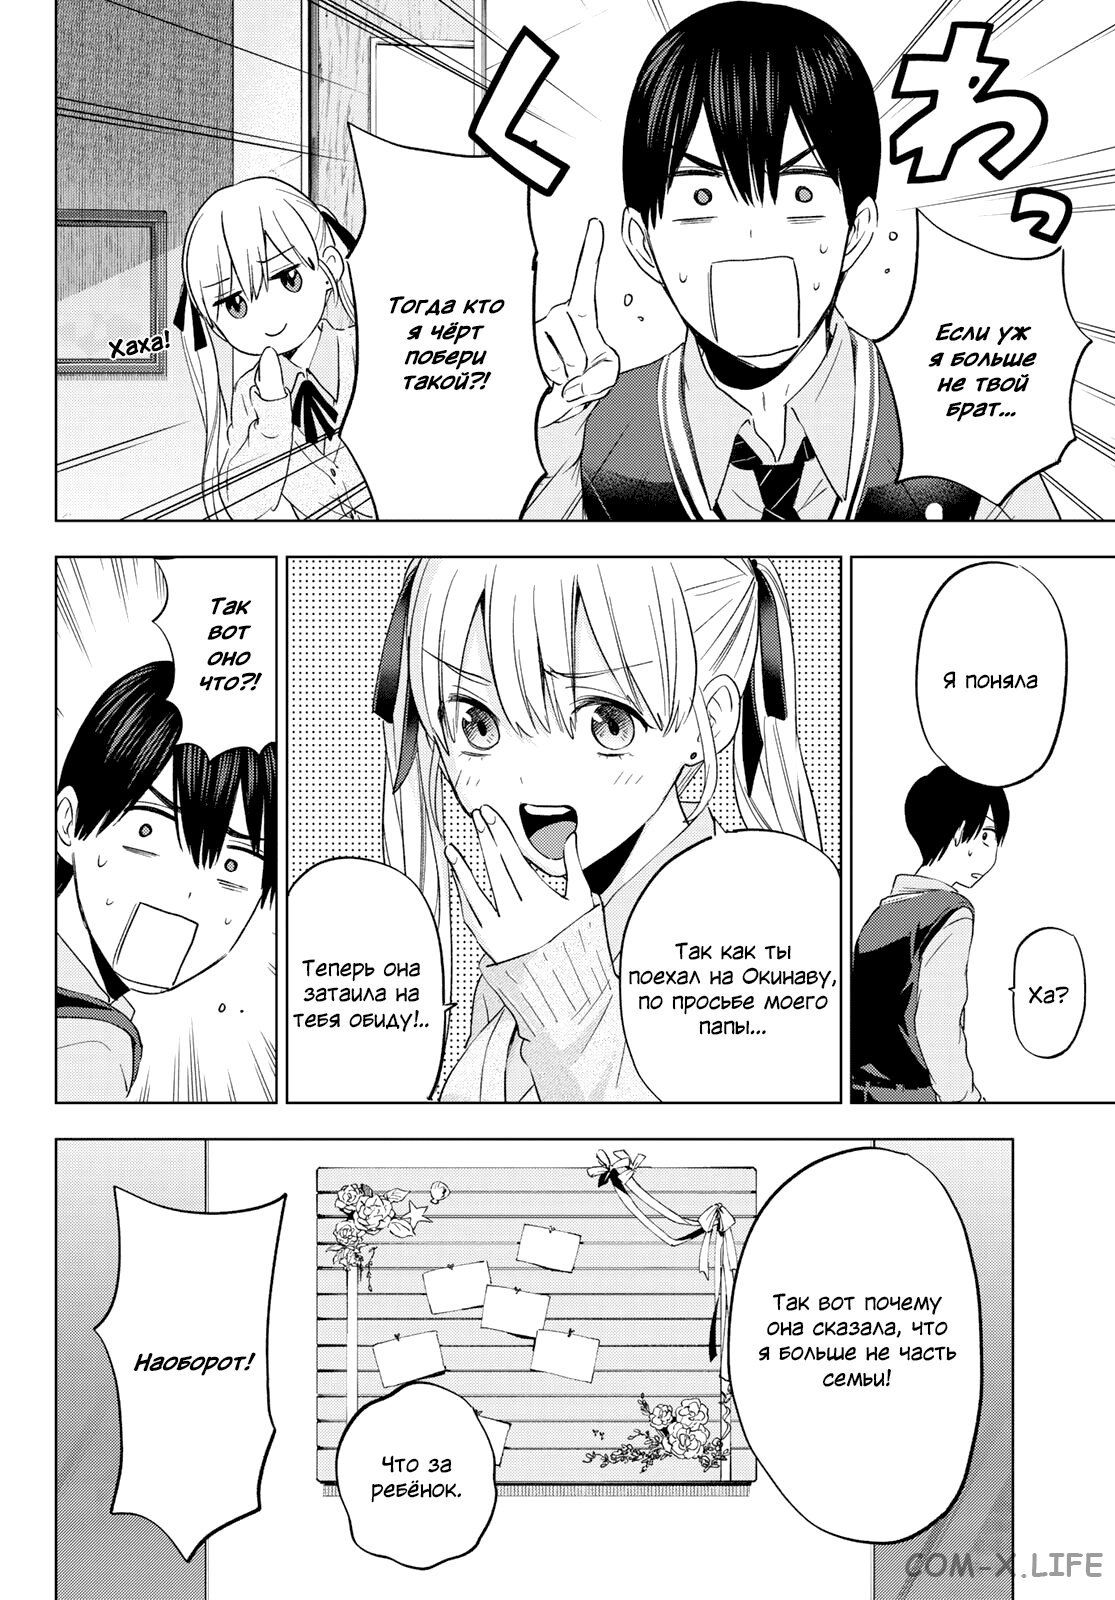 わっ
Если уж
я больше
не твой
брат...
し
Тогда кто
я чёрт
побери
такой?!
Хаха!
Я поняла
Ха?
Так как ты
поехал на Окинаву,
по просьбе моего
папы...
Теперь она
затаила на
тебя обиду!..
Так
вот
оно
что?!
Так вот почему
она сказала, что
я больше не часть
семьи!
Что за
ребёнок.
Наоборот!
COM-X.LIFE